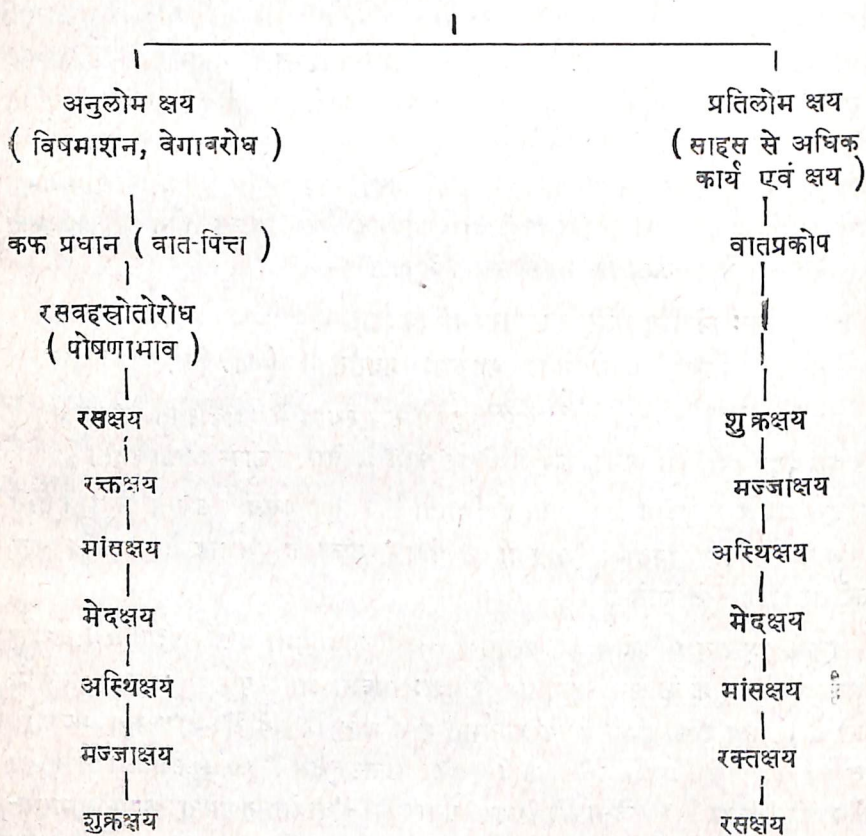 अनुलोम क्षय
( विषमाशन, वेगाबरोध )
कफ प्रधान ( वात-पित्त )
रसवहस्रोतोरोध
( पोषणाभाव )
रसक्षय
रक्तक्षय
मांसक्षय
मेदक्षय
अस्थिक्षय
मज्जाक्षय
शुक्रक्षय
प्रतिलोम क्षय
( साहस से अधिक
कार्य एवं क्षय )
वातप्रकोप
शुक्रक्षय
मज्जाक्षय
अस्थिक्षय
मेदक्षय
मांसक्षय
रक्तक्षय
रसक्षय